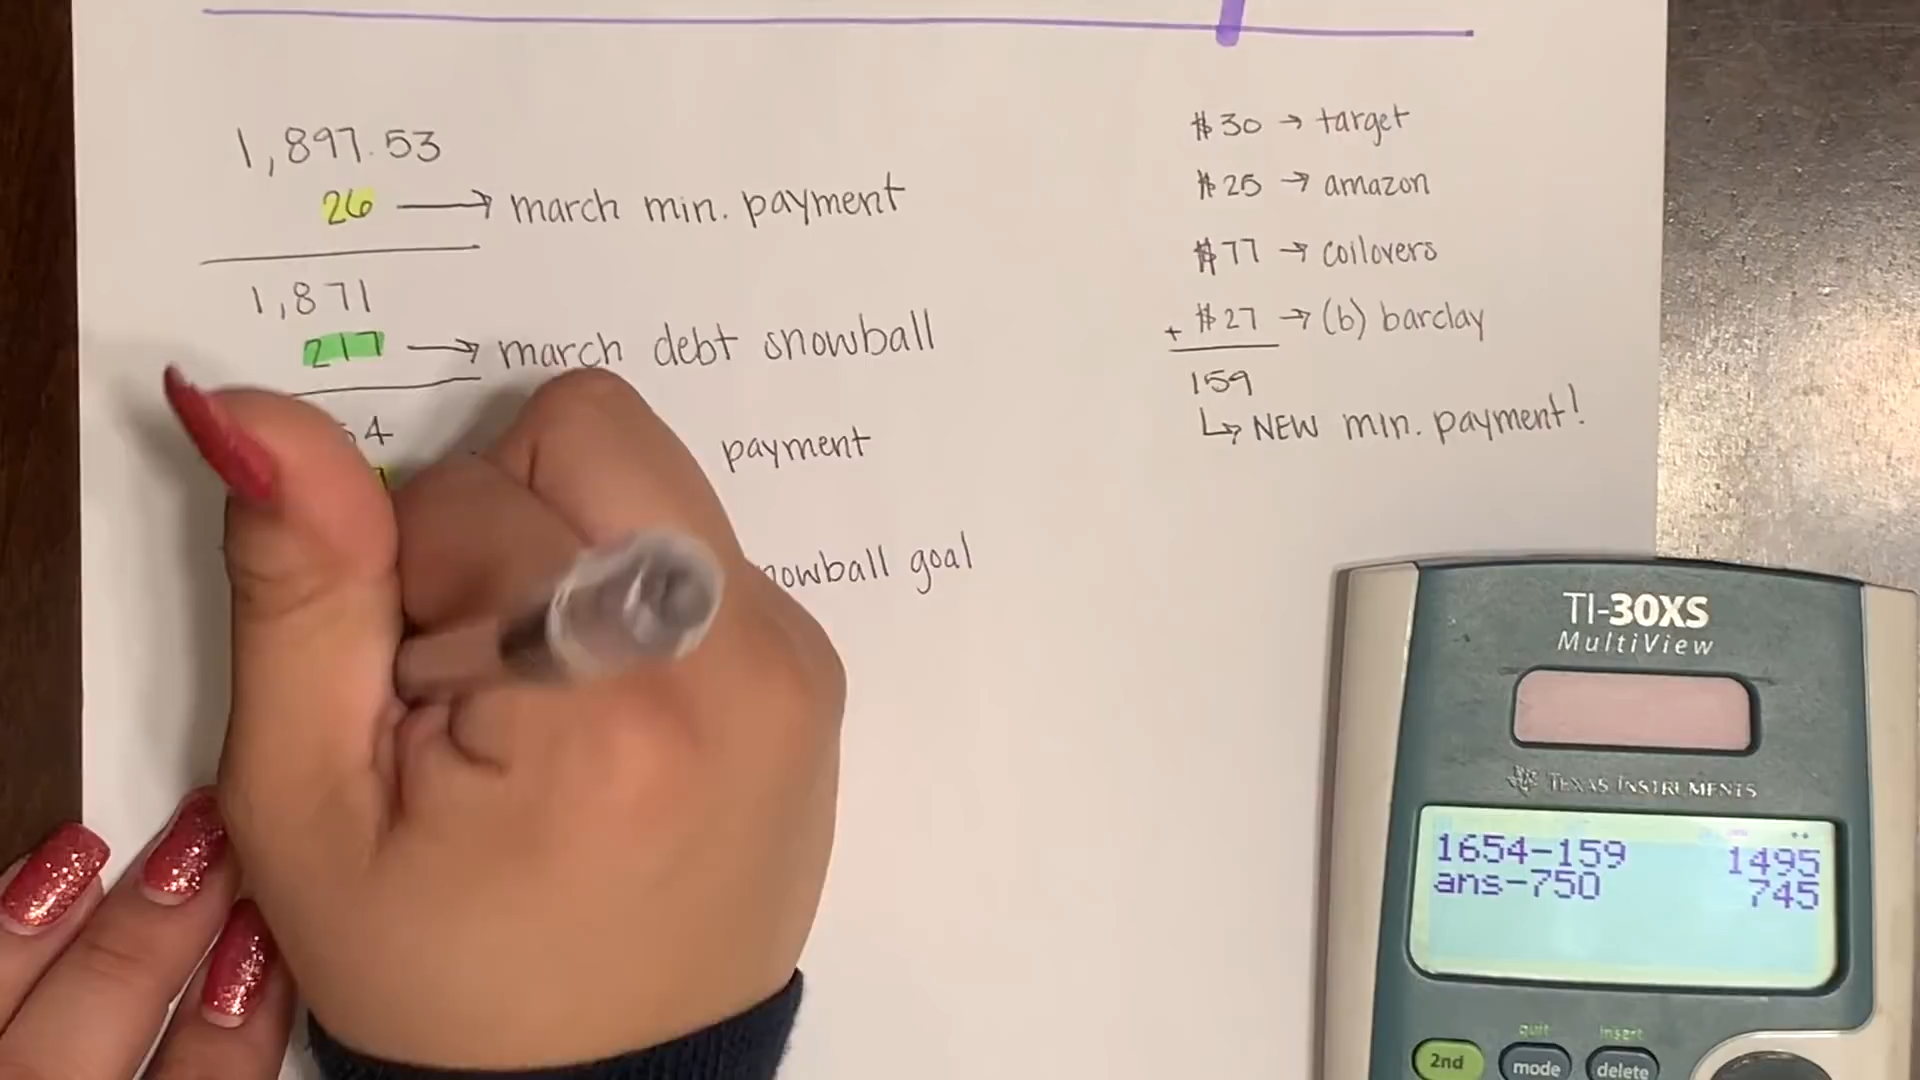 1,897.53
26 → march min. payment
1,871
217 → march debt snowball
54
payment
nowball goal
$30 → target
$25 → amazon
$77 → coilovers
+ $27 → (b) barclay
159
↳ NEW min. payment!
TI-30XS
MultiView
TEXAS INSTRUMENTS
1654-159 1495
ans-750 745
quit insert
2nd mode delete